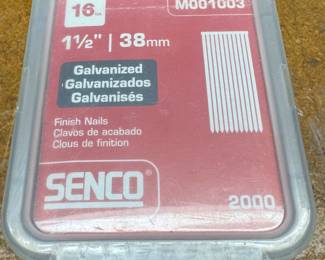 16
M001003
1½" | 38mm
Galvanized
Galvanizados
Galvanisés
Finish Nails
Clavos de acabado
Clous de finition
SENCO®
2000